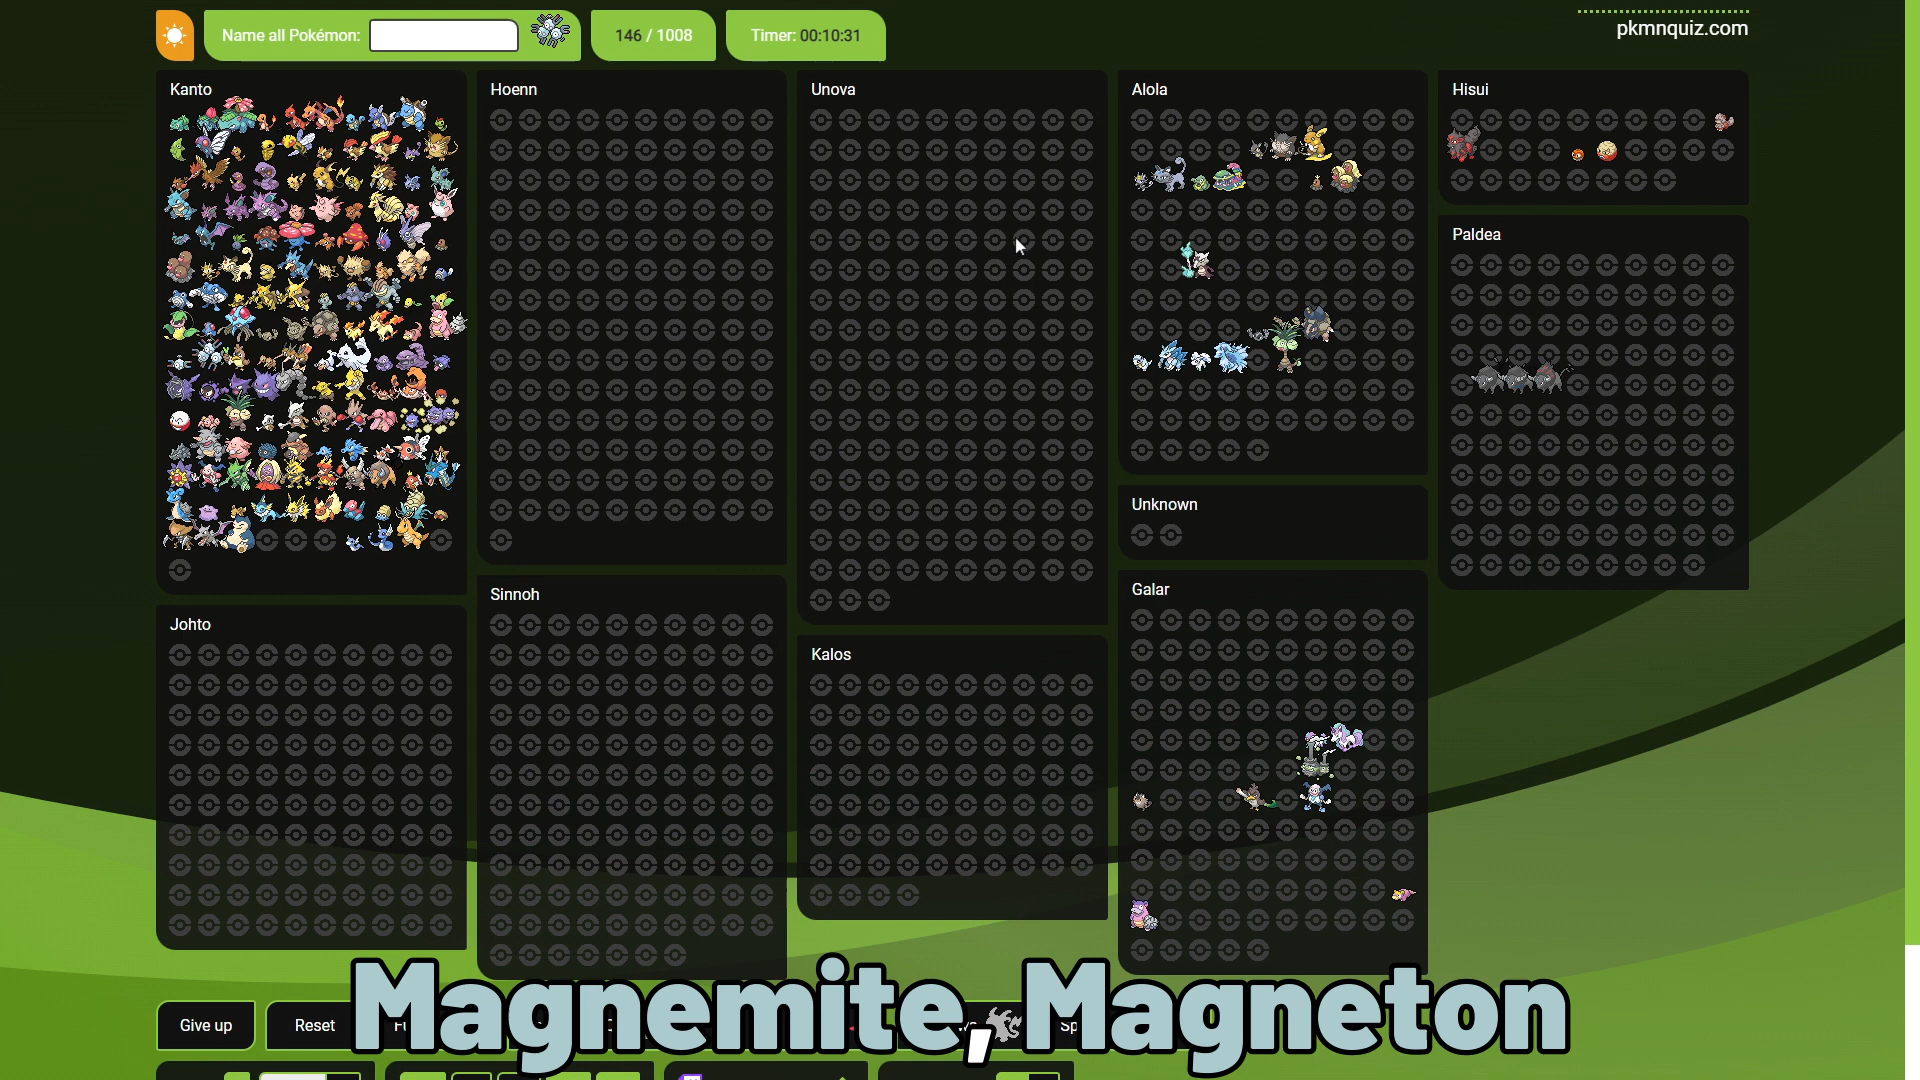 Name all Pokémon:
146 / 1008
Timer: 00:10:31
pkmnquiz.com
Kanto
Hoenn
Unova
Alola
Hisui
Paldea
Unknown
Sinnoh
Galar
Johto
Kalos
Give up
Reset
Magnemite, Magneton